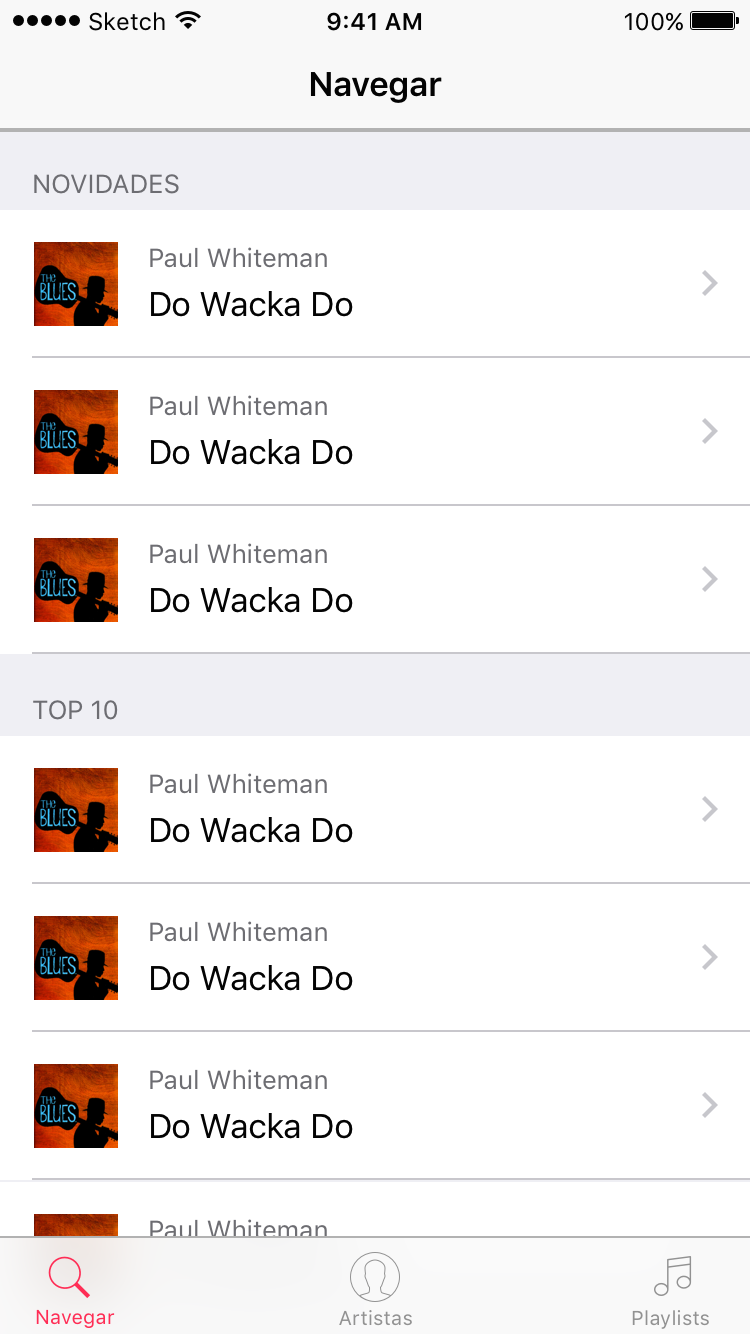 Sketch 9:41 AM 100%
Navegar
NOVIDADES
THE
BLUES
Paul Whiteman
Do Wacka Do
THE
BLUES
Paul Whiteman
Do Wacka Do
THE
BLUES
Paul Whiteman
Do Wacka Do
TOP 10
THE
BLUES
Paul Whiteman
Do Wacka Do
THE
BLUES
Paul Whiteman
Do Wacka Do
THE
BLUES
Paul Whiteman
Do Wacka Do
Paul Whiteman
Navegar Artistas Playlists